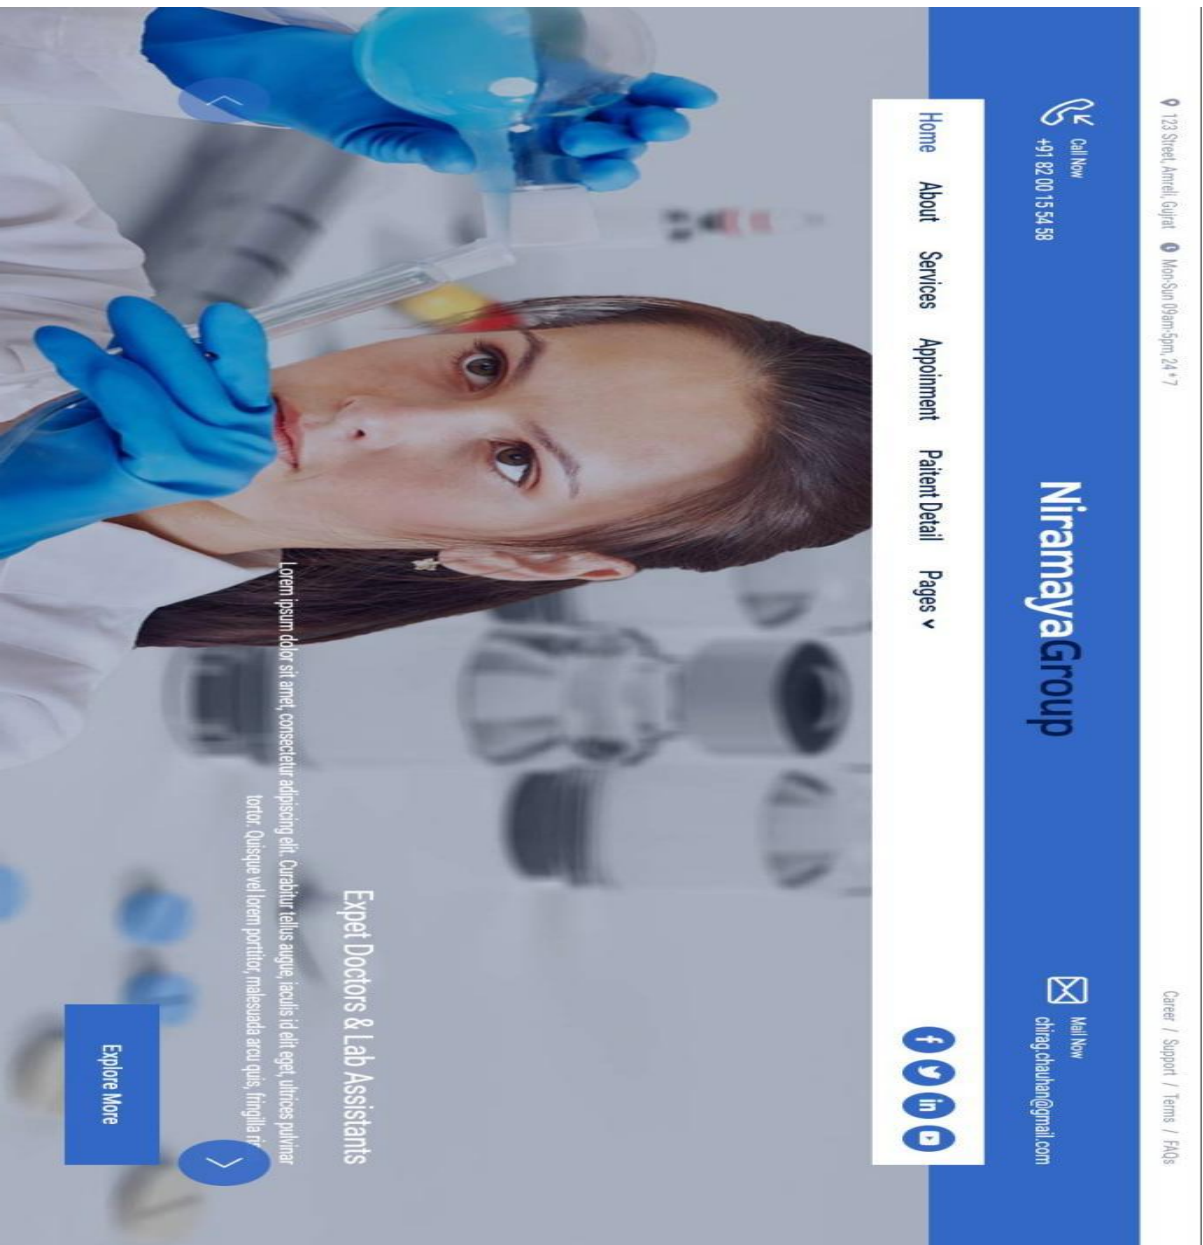 123 Street, Amreli, Gujrat Mon-Sun 09am-5pm, 24 * 7 Career / Support / Terms / FAQs
Call Now
+91 82 00 15 54 58
NiramayaGroup
Mail Now
chirag.chauhan@gmail.com
Home About Services Appoinment Paitent Detail Pages
Expet Doctors & Lab Assistants
Lorem ipsum dolor sit amet, consectetur adipiscing elit. Curabitur tellus augue, iaculis id elit eget, ultrices pulvinar
tortor. Quisque vel lorem porttitor, malesuada arcu quis, fringilla
Explore More